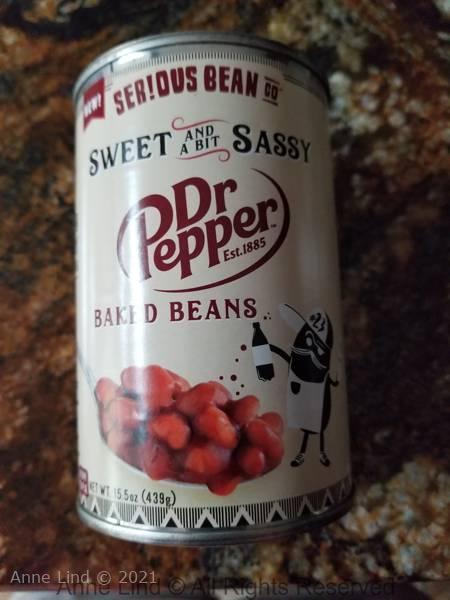 NEW!
SER!OUS BEAN CO
SWEET AND A BIT SASSY
Dr Pepper
Est.1885
BAKED BEANS
NET WT. 15.5oz (439g)
Anne Lind © 2021
Anne Lind © All Rights Reserved